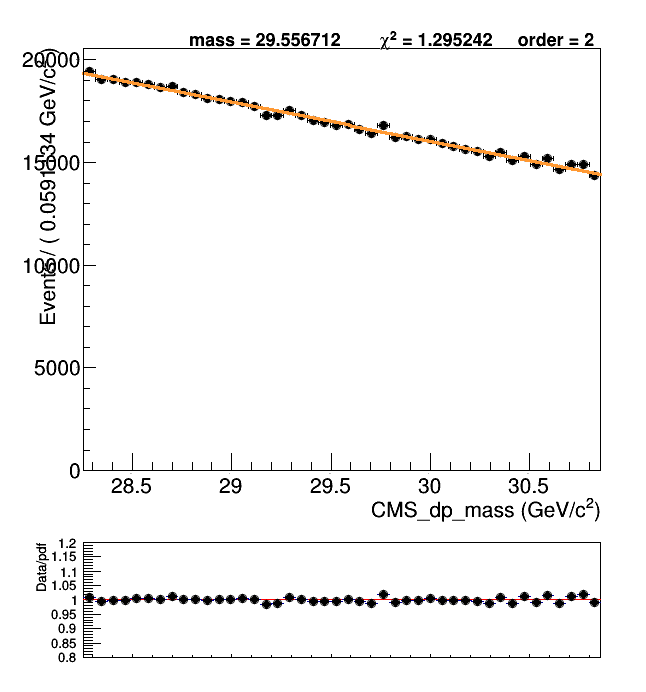 mass = 29.556712 χ² = 1.295242 order = 2
Events / ( 0.0591334 GeV/c² )
20000
15000
10000
5000
0
28.5 29 29.5 30 30.5
CMS_dp_mass (GeV/c²)
Data/pdf
1.2
1.15
1.1
1.05
1
0.95
0.9
0.85
0.8